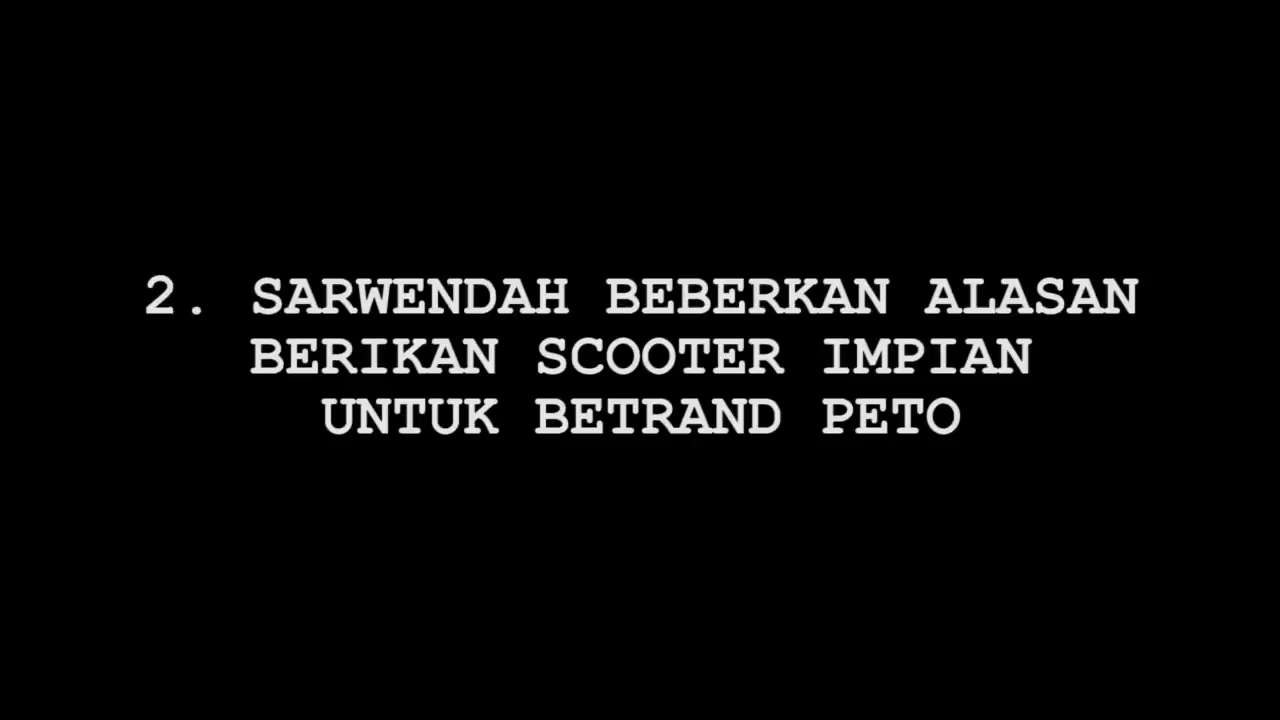 2. SARWENDAH BEBERKAN ALASAN
BERIKAN SCOOTER IMPIAN
UNTUK BETRAND PETO